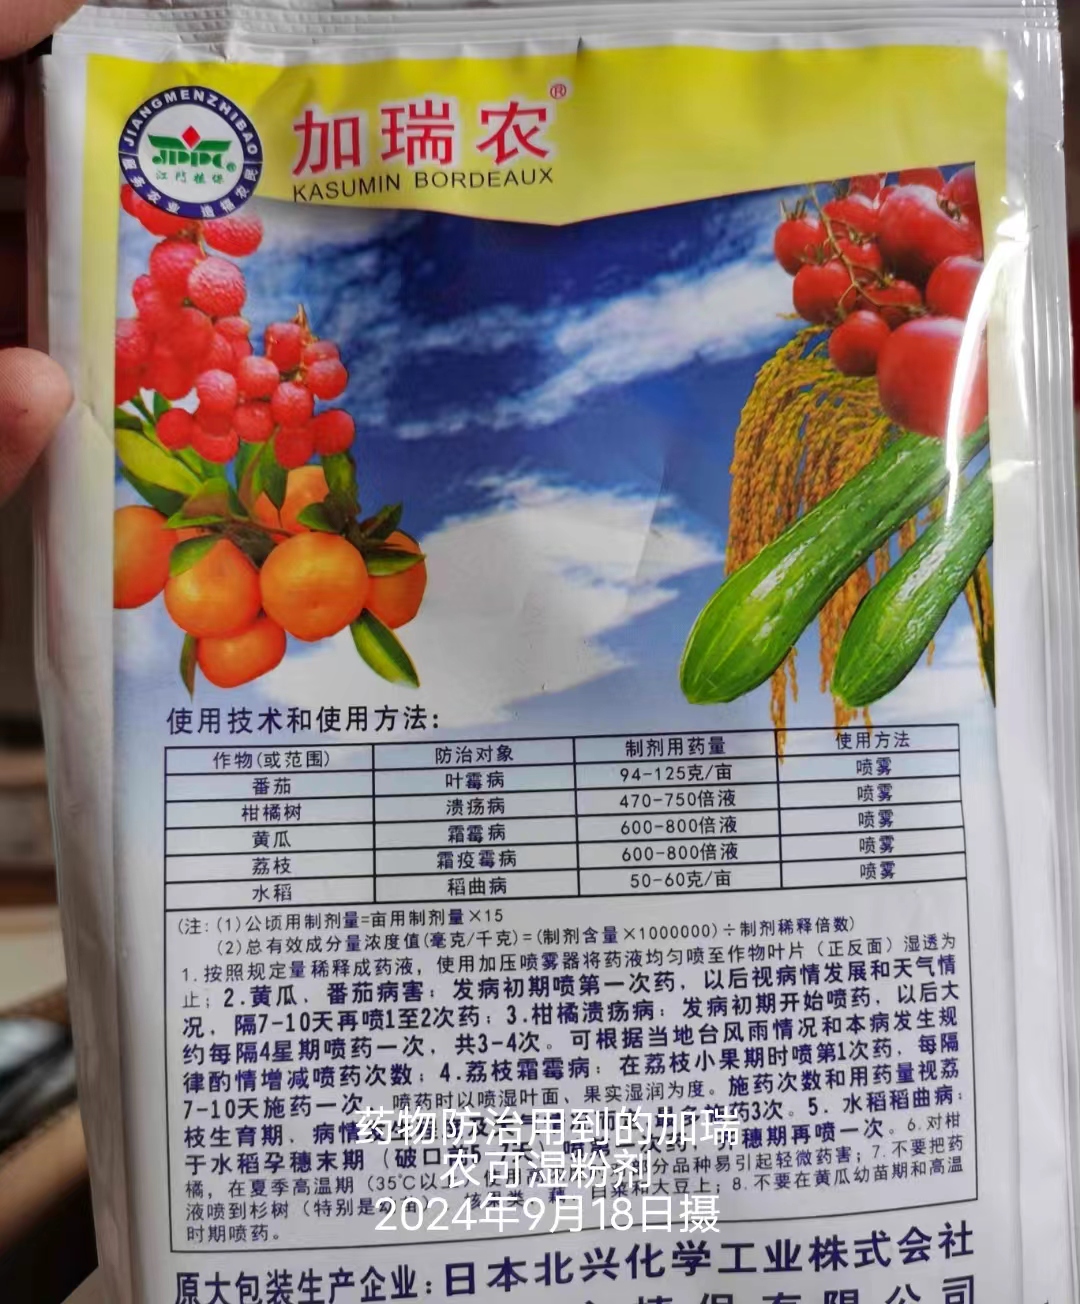 JIANGMENZHIBAO
JPPC®
江门植保
服务农业 造福农民
加瑞农®
KASUMIN BORDEAUX
使用技术和使用方法:
作物(或范围) 防治对象 制剂用药量 使用方法
番茄 叶霉病 94-125克/亩 喷雾
柑橘树 溃疡病 470-750倍液 喷雾
黄瓜 霜霉病 600-800倍液 喷雾
荔枝 霜疫霉病 600-800倍液 喷雾
水稻 稻曲病 50-60克/亩 喷雾
(注:(1)公顷用制剂量=亩用制剂量×15
(2)总有效成分量浓度值(毫克/千克)=(制剂含量×1000000)÷制剂稀释倍数)
1.按照规定量稀释成药液，使用加压喷雾器将药液均匀喷至作物叶片（正反面）湿透为
止；2.黄瓜、番茄病害：发病初期喷第一次药，以后视病情发展和天气情
况，隔7-10天再喷1至2次药；3.柑橘溃疡病：发病初期开始喷药，以后大
约每隔4星期喷药一次，共3-4次。可根据当地台风雨情况和本病发生规
律酌情增减喷药次数；4.荔枝霜霉病：在荔枝小果期时喷第1次药，每隔
7-10天施药一次，喷药时以喷湿叶面、果实湿润为度。施药次数和用药量视荔
枝生育期、病情 药3次。5.水稻稻曲病：
于水稻孕穗末期（破口 穗期再喷一次。6.对柑
橘，在夏季高温期（35℃以 分品种易引起轻微药害；7.不要把药
液喷到杉树（特别是幼苗） 白菜和大豆上；8.不要在黄瓜幼苗期和高温
时期喷药。
药物防治用到的加瑞
农可湿粉剂
2024年9月18日摄
原大包装生产企业：日本北兴化学工业株式会社
植保有限公司